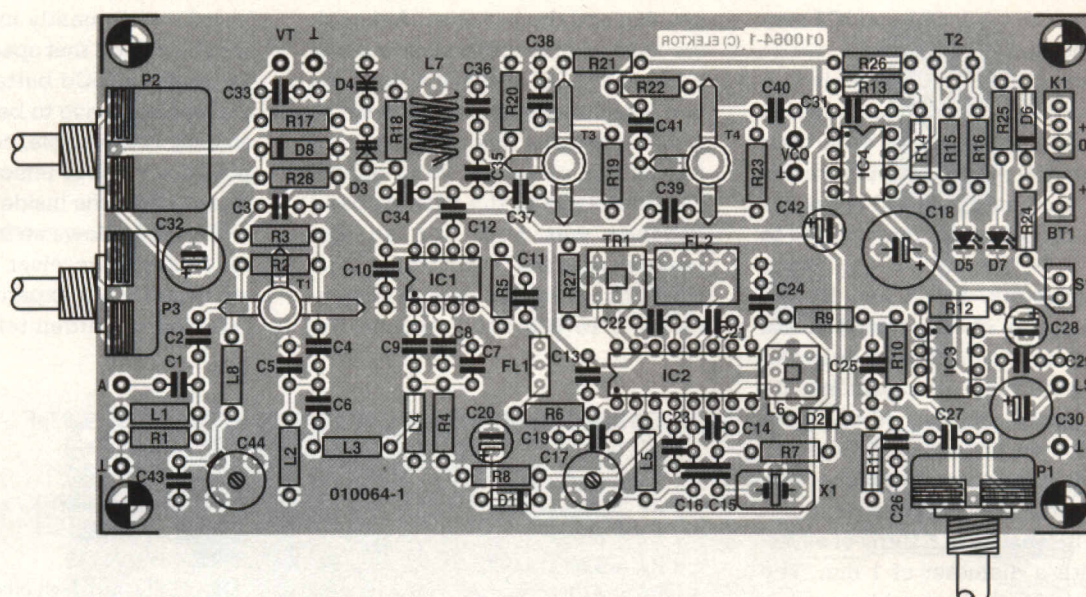 VT ⊥ C38 010064-1 (C) ELEKTOR T2
P2 D4 L7 C36 R21 R26
C33 R20 R22 R13 K1
R17 R18 C40 C31 R25 D6
D8 C41 T3 T4 VCO R14 R15 R16 0
R28 D3 C35 R19 R23 ⊥ IC4 +
C3 C34 C37 C39 C18 R24
C32 C12 C42 BT1
R3 TR1 FL2 D5 D7
R2 C10 IC1 C11 R27 S
T1 R5 C24
P3 R9 R12
C2 C22 C21 C28
C4 C9 C8 C7 C13 C25 R10 IC3
C1 C5 FL1 IC2
A L8 C6 L6
L1 L4 R4 C20 R6 C23 D2 C30
R1 C19 C14 C27
⊥ C44 L2 L3 C17 L5 R7 R11 ⊥
C43 R8 P1
010064-1 D1 C16 C15 X1 C26